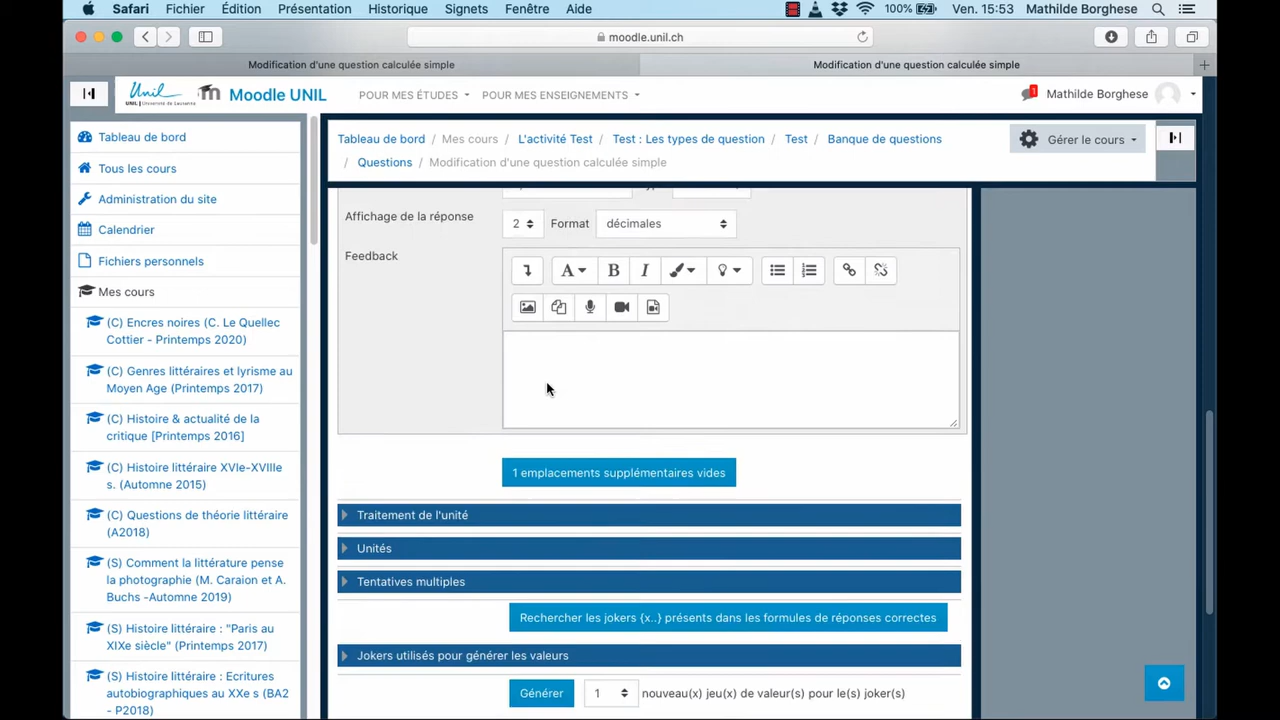 Safari Fichier Édition Présentation Historique Signets Fenêtre Aide 100% Ven. 15:53 Mathilde Borghese
moodle.unil.ch
Modification d'une question calculée simple Modification d'une question calculée simple
Unil
UNIL | Université de Lausanne
Moodle UNIL
POUR MES ÉTUDES POUR MES ENSEIGNEMENTS
1 Mathilde Borghese
Tableau de bord
Tous les cours
Administration du site
Calendrier
Fichiers personnels
Mes cours
(C) Encres noires (C. Le Quellec
Cottier - Printemps 2020)
(C) Genres littéraires et lyrisme au
Moyen Age (Printemps 2017)
(C) Histoire & actualité de la
critique [Printemps 2016]
(C) Histoire littéraire XVIe-XVIIIe
s. (Automne 2015)
(C) Questions de théorie littéraire
(A2018)
(S) Comment la littérature pense
la photographie (M. Caraion et A.
Buchs -Automne 2019)
(S) Histoire littéraire : "Paris au
XIXe siècle" (Printemps 2017)
(S) Histoire littéraire : Ecritures
autobiographiques au XXe s (BA2
- P2018)
Tableau de bord / Mes cours / L'activité Test / Test : Les types de question / Test / Banque de questions
/ Questions / Modification d'une question calculée simple
Gérer le cours
Affichage de la réponse 2 Format décimales
Feedback
A B I
1 emplacements supplémentaires vides
Traitement de l'unité
Unités
Tentatives multiples
Rechercher les jokers {x..} présents dans les formules de réponses correctes
Jokers utilisés pour générer les valeurs
Générer 1 nouveau(x) jeu(x) de valeur(s) pour le(s) joker(s)